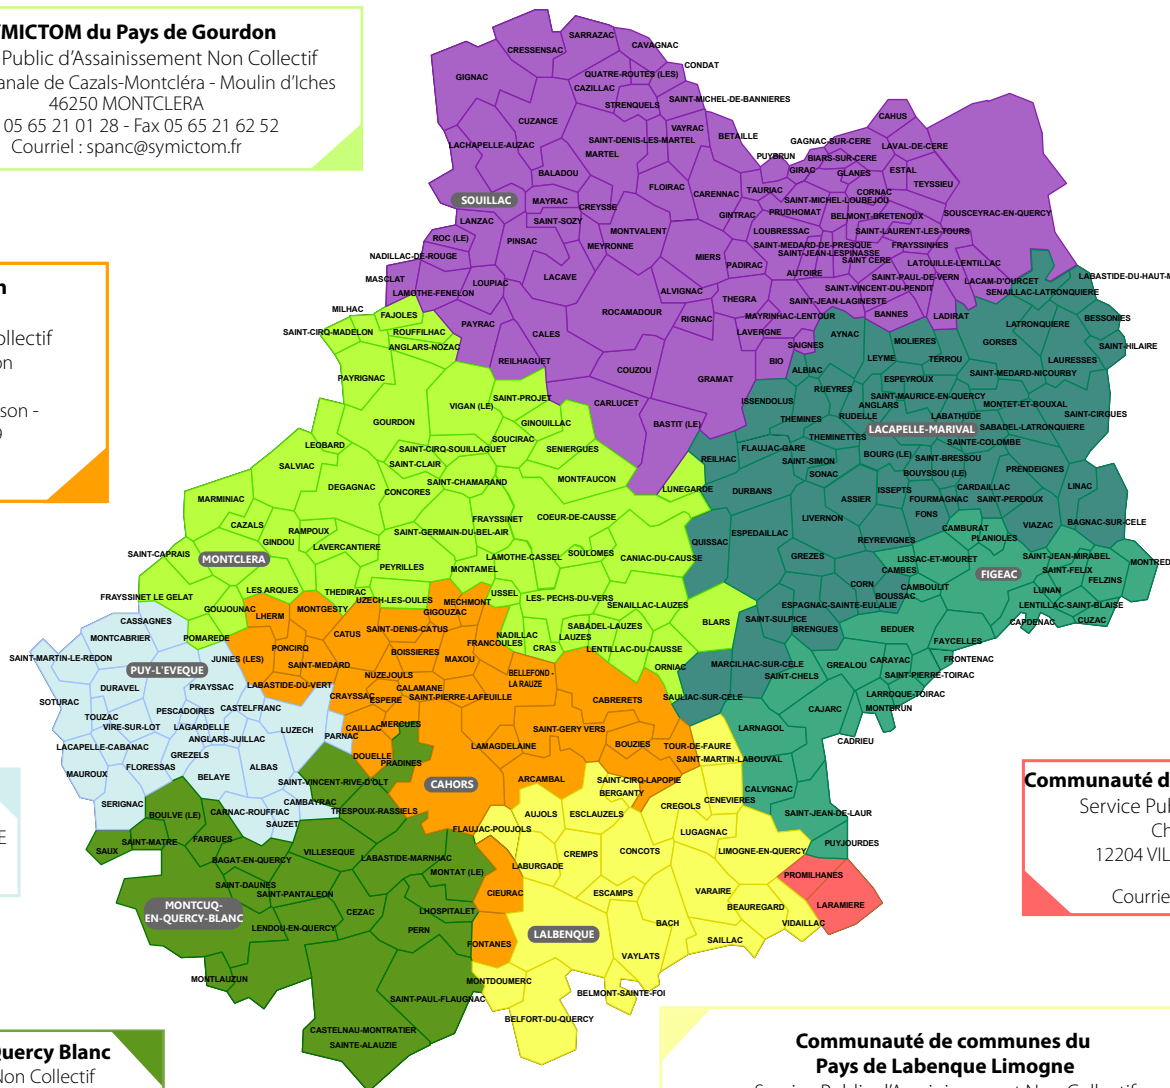 YMICTOM du Pays de Gourdon
Public d'Assainissement Non Collectif
anale de Cazals-Montcléra - Moulin d'Iches
46250 MONTCLERA
05 65 21 01 28 - Fax 05 65 21 62 52
Courriel : spanc@symictom.fr
n
ollectif
on
son -
9
E
Quercy Blanc
Non Collectif
Communauté d
Service Pub
Ch
12204 VIL
Courrie
Communauté de communes du
Pays de Labenque Limogne
Service Public d'Assainissement Non Collectif
SARRAZAC
CRESSENSAC
CAVAGNAC
CONDAT
GIGNAC
QUATRE-ROUTES (LES)
CAZILLAC
STRENQUELS
SAINT-MICHEL-DE-BANNIERES
CUZANCE
VAYRAC
BETAILLE
SAINT-DENIS-LES-MARTEL
LACHAPELLE-AUZAC
MARTEL
CAHUS
GAGNAC-SUR-CERE
LAVAL-DE-CERE
PUYBRUN
BIARS-SUR-CERE
GIRAC
GLANES
ESTAL
TEYSSIEU
BALADOU
FLOIRAC
CARENNAC
TAURIAC
CORNAC
SAINT-MICHEL-LOUBEJOU
SOUILLAC
MAYRAC
CREYSSE
GINTRAC
PRUDHOMAT
BELMONT-BRETENOUX
SOUSCEYRAC-EN-QUERCY
LANZAC
SAINT-SOZY
MONTVALENT
LOUBRESSAC
SAINT-LAURENT-LES-TOURS
ROC (LE)
PINSAC
MEYRONNE
SAINT-MEDARD-DE-PRESQUE
FRAYSSINHES
SAINT-JEAN-LESPINASSE
NADILLAC-DE-ROUGE
MIERS
PADIRAC
SAINT CERE
LATOUILLE-LENTILLAC
MASCLAT
LACAVE
AUTOIRE
SAINT-PAUL-DE-VERN
LACAM-D'OURCET
LABASTIDE-DU-HAUT-M
LOUPIAC
ALVIGNAC
SAINT-VINCENT-DU-PENDIT
SENAILLAC-LATRONQUIERE
LAMOTHE-FENELON
THEGRA
SAINT-JEAN-LAGINESTE
MILHAC
FAJOLES
ROCAMADOUR
RIGNAC
MAYRINHAC-LENTOUR
BANNES
LADIRAT
BESSONIES
SAINT-CIRQ-MADELON
ROUFFILHAC
PAYRAC
CALES
LAVERGNE
AYNAC
MOLIERES
LATRONQUIERE
ANGLARS-NOZAC
SAIGNES
GORSES
SAINT-HILAIRE
REILHAGUET
BIO
LEYME
TERROU
LAURESSES
PAYRIGNAC
COUZOU
GRAMAT
ALBIAC
ESPEYROUX
SAINT-MEDARD-NICOURBY
RUEYRES
SAINT-MAURICE-EN-QUERCY
SAINT-PROJET
CARLUCET
ISSENDOLUS
ANGLARS
MONTET-ET-BOUXAL
VIGAN (LE)
RUDELLE
LABATHUDE
SAINT-CIRGUES
GOURDON
GINOUILLAC
BASTIT (LE)
THEMINES
LACAPELLE-MARIVAL
SABADEL-LATRONQUIERE
SOUCIRAC
THEMINETTES
SAINTE-COLOMBE
LEOBARD
SAINT-CIRQ-SOUILLAGUET
SENIERGUES
REILHAC
FLAUJAC-GARE
BOURG (LE)
SAINT-BRESSOU
SALVIAC
SAINT-CLAIR
SAINT-SIMON
SONAC
BOUYSSOU (LE)
PRENDEIGNES
DEGAGNAC
SAINT-CHAMARAND
MONTFAUCON
LUNEGARDE
DURBANS
ISSEPTS
CARDAILLAC
LINAC
CONCORES
ASSIER
FOURMAGNAC
SAINT-PERDOUX
MARMINIAC
FRAYSSINET
COEUR-DE-CAUSSE
LIVERNON
FONS
VIAZAC
BAGNAC-SUR-CELE
CAZALS
RAMPOUX
SAINT-GERMAIN-DU-BEL-AIR
QUISSAC
ESPEDAILLAC
REYREVIGNES
CAMBURAT
PLANIOLES
GINDOU
LAVERCANTIERE
LAMOTHE-CASSEL
SOULOMES
CANIAC-DU-CAUSSE
GREZES
LISSAC-ET-MOURET
SAINT-JEAN-MIRABEL
MONTRED
SAINT-CAPRAIS
MONTCLERA
PEYRILLES
MONTAMEL
CAMBES
FIGEAC
SAINT-FELIX
FELZINS
CORN
CAMBOULIT
LUNAN
FRAYSSINET LE GELAT
LES ARQUES
THEDIRAC
UZECH-LES-OULES
MECHMONT
USSEL
LES- PECHS-DU-VERS
SENAILLAC-LAUZES
BOUSSAC
ESPAGNAC-SAINTE-EULALIE
LENTILLAC-SAINT-BLAISE
GOUJOUNAC
LHERM
MONTGESTY
GIGOUZAC
CAPDENAC
CUZAC
CASSAGNES
SAINT-DENIS-CATUS
SABADEL-LAUZES
BLARS
SAINT-SULPICE
BRENGUES
BEDUER
MONTCABRIER
POMAREDE
CATUS
NADILLAC
LAUZES
FAYCELLES
PONCIRQ
BOISSIERES
FRANCOULES
CRAS
LENTILLAC-DU-CAUSSE
SAINT-MARTIN-LE-REDON
JUNIES (LES)
SAINT-MEDARD
MAXOU
ORNIAC
MARCILHAC-SUR-CELE
GREALOU
CARAYAC
FRONTENAC
PUY-L'EVEQUE
NUZEJOULS
BELLEFOND -
LA RAUZE
SAINT-CHELS
SAINT-PIERRE-TOIRAC
DURAVEL
PRAYSSAC
LABASTIDE-DU-VERT
CALAMANE
SAINT-PIERRE-LAFEUILLE
CRAYSSAC
ESPERE
CABRERETS
SAULIAC-SUR-CELE
LARROQUE-TOIRAC
SOTURAC
PESCADOIRES
CASTELFRANC
CAJARC
MONTBRUN
TOUZAC
VIRE-SUR-LOT
LAGARDELLE
LUZECH
PARNAC
CAILLAC
MERCUES
SAINT-GERY VERS
LARNAGOL
ANGLARS-JUILLAC
CADRIEU
LACAPELLE-CABANAC
GREZELS
DOUELLE
PRADINES
LAMAGDELAINE
BOUZIES
TOUR-DE-FAURE
SAINT-MARTIN-LABOUVAL
MAUROUX
FLORESSAS
BELAYE
ALBAS
SAINT-VINCENT-RIVE-D'OLT
CAHORS
ARCAMBAL
SAINT-CIRQ-LAPOPIE
BERGANTY
CALVIGNAC
SERIGNAC
CAMBAYRAC
CENEVIERES
BOULVE (LE)
CARNAC-ROUFFIAC
TRESPOUX-RASSIELS
AUJOLS
ESCLAUZELS
CREGOLS
SAINT-JEAN-DE-LAUR
SAUZET
FLAUJAC-POUJOLS
LUGAGNAC
SAUX
SAINT-MATRE
FARGUES
VILLESEQUE
LABASTIDE-MARNHAC
CREMPS
CONCOTS
LIMOGNE-EN-QUERCY
PUYJOURDES
BAGAT-EN-QUERCY
MONTAT (LE)
LABURGADE
PROMILHANES
SAINT-DAUNES
SAINT-PANTALEON
CIEURAC
ESCAMPS
VARAIRE
MONTCUQ-
EN-QUERCY-BLANC
CEZAC
LHOSPITALET
BEAUREGARD
LARAMIERE
LENDOU-EN-QUERCY
PERN
BACH
VIDAILLAC
FONTANES
LALBENQUE
SAILLAC
VAYLATS
MONTLAUZUN
MONTDOUMERC
SAINT-PAUL-FLAUGNAC
BELMONT-SAINTE-FOI
BELFORT-DU-QUERCY
CASTELNAU-MONTRATIER
SAINTE-ALAUZIE